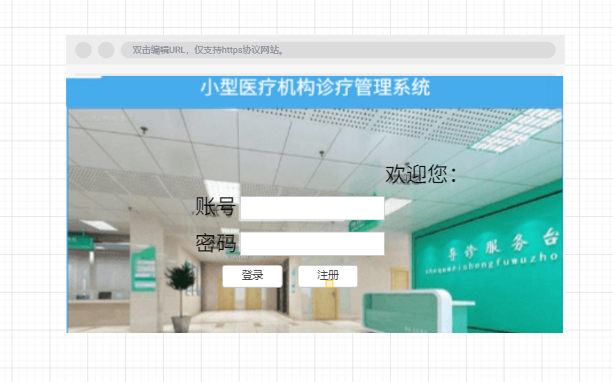 双击编辑URL，仅支持https协议网站。
小型医疗机构诊疗管理系统
欢迎您：
账号
密码
登录 注册
导诊服务台